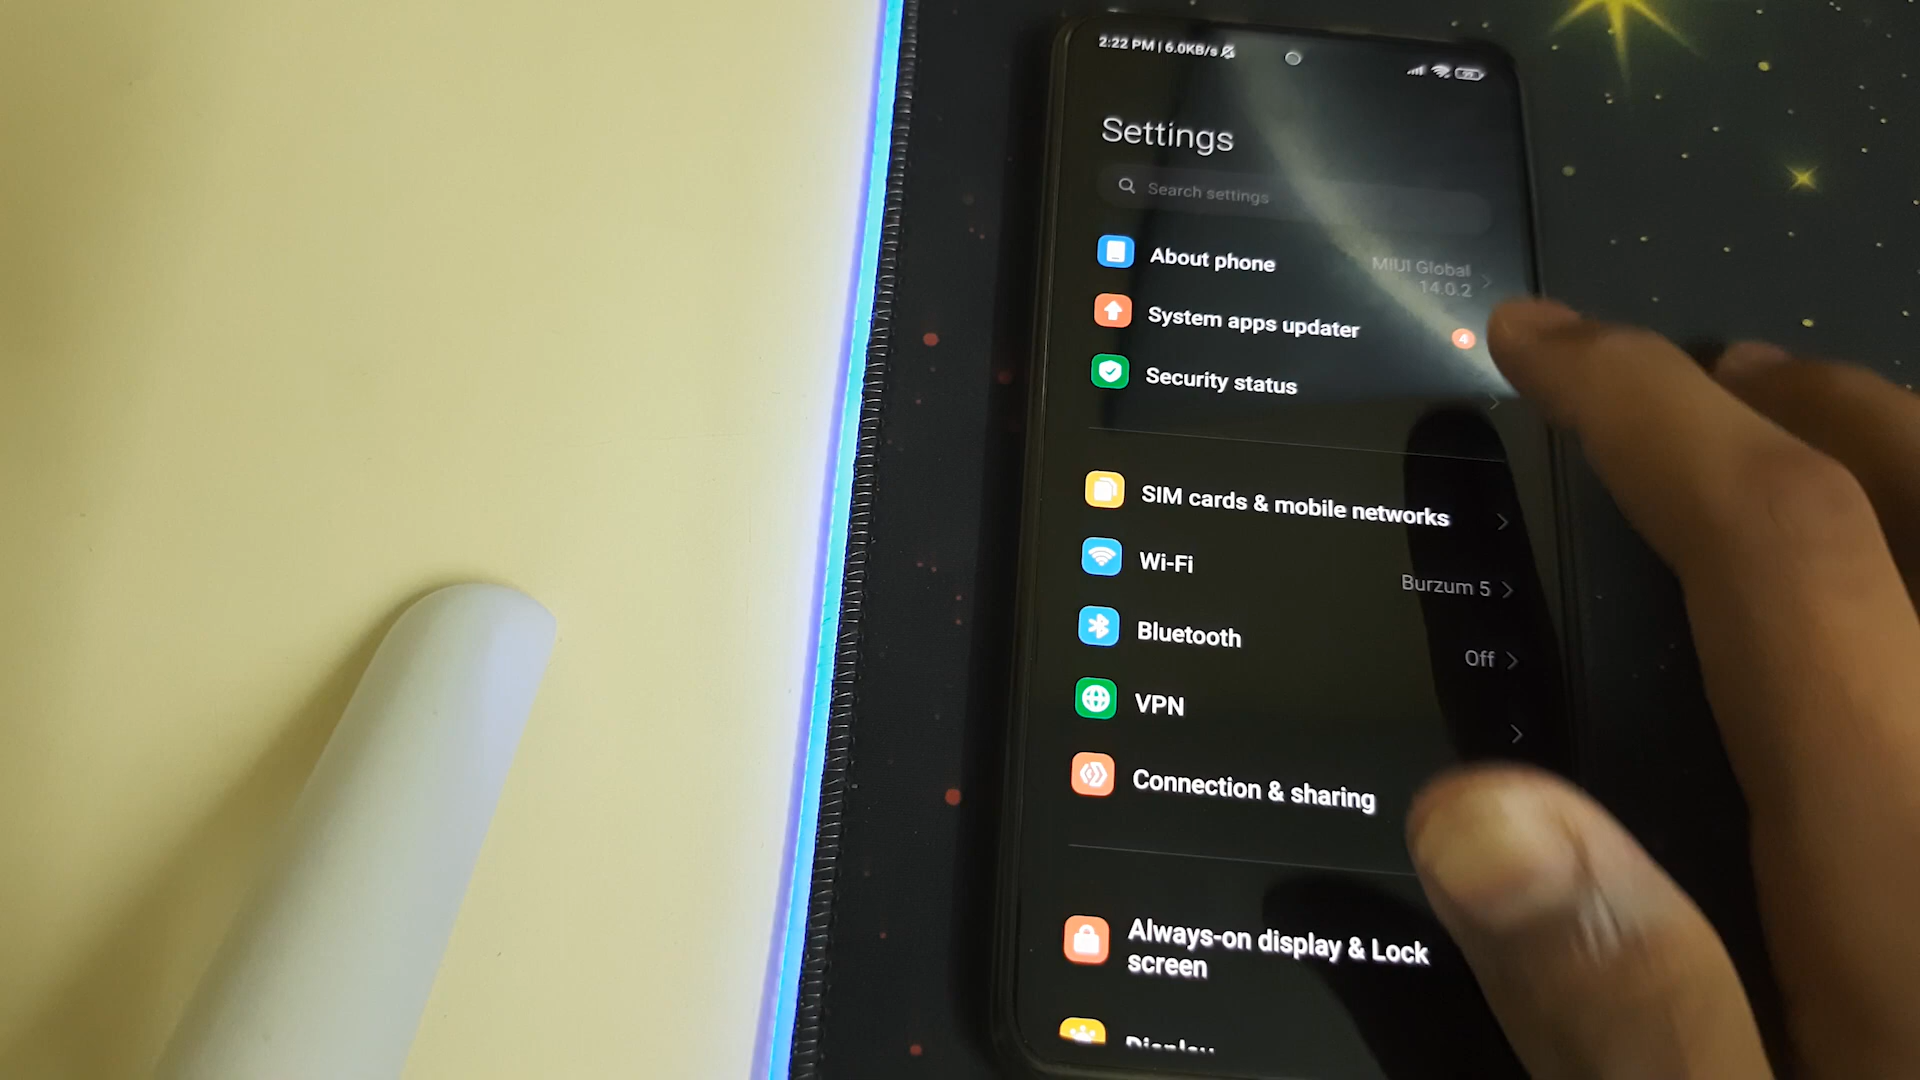 2:22 PM | 6.0KB/s
Settings
Search settings
About phone
MIUI Global
14.0.2
System apps updater
4
Security status
SIM cards & mobile networks
Wi-Fi
Burzum 5
Bluetooth
Off
VPN
Connection & sharing
Always-on display & Lock
screen
Display